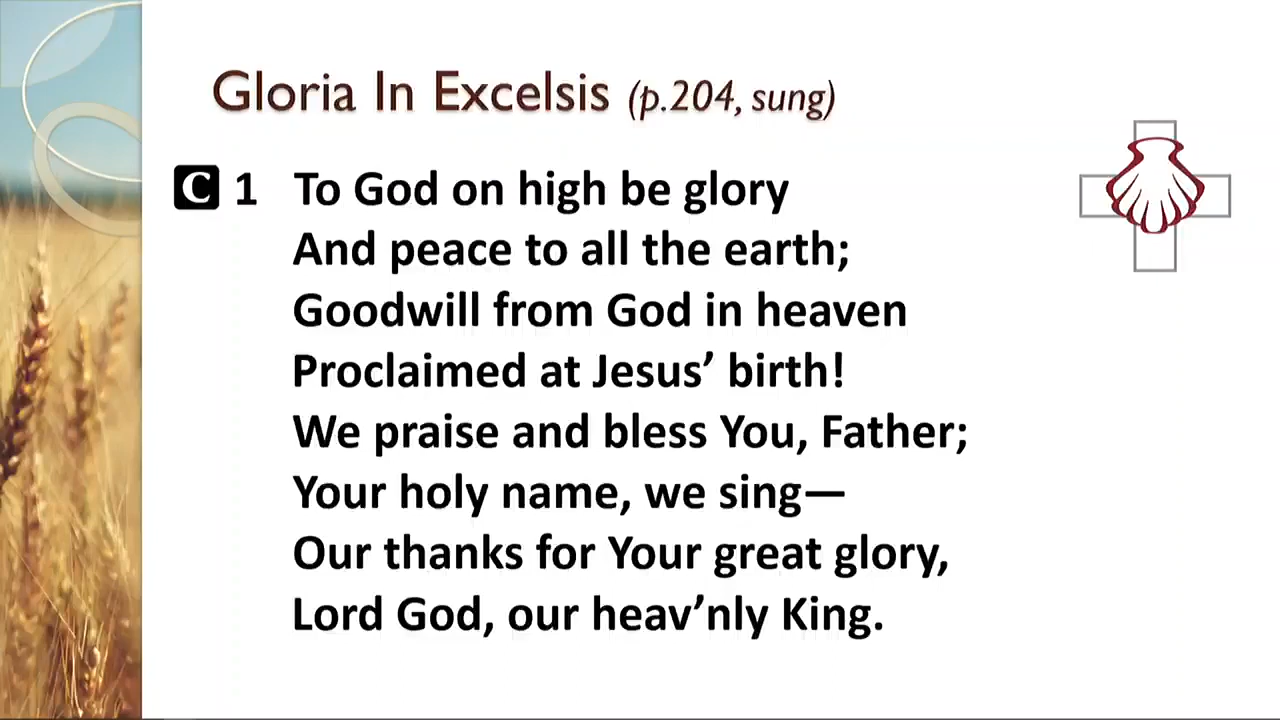 Gloria In Excelsis (p.204, sung)
C 1 To God on high be glory
And peace to all the earth;
Goodwill from God in heaven
Proclaimed at Jesus’ birth!
We praise and bless You, Father;
Your holy name, we sing—
Our thanks for Your great glory,
Lord God, our heav’nly King.